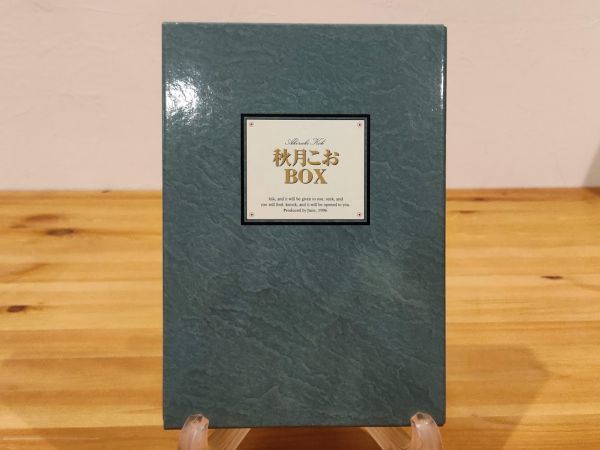 Akizuki Koh
秋月こお
BOX
Ask, and it will be given to you. seek, and
you will find. knock, and it will be opened to you.
Produced by June, 1996.